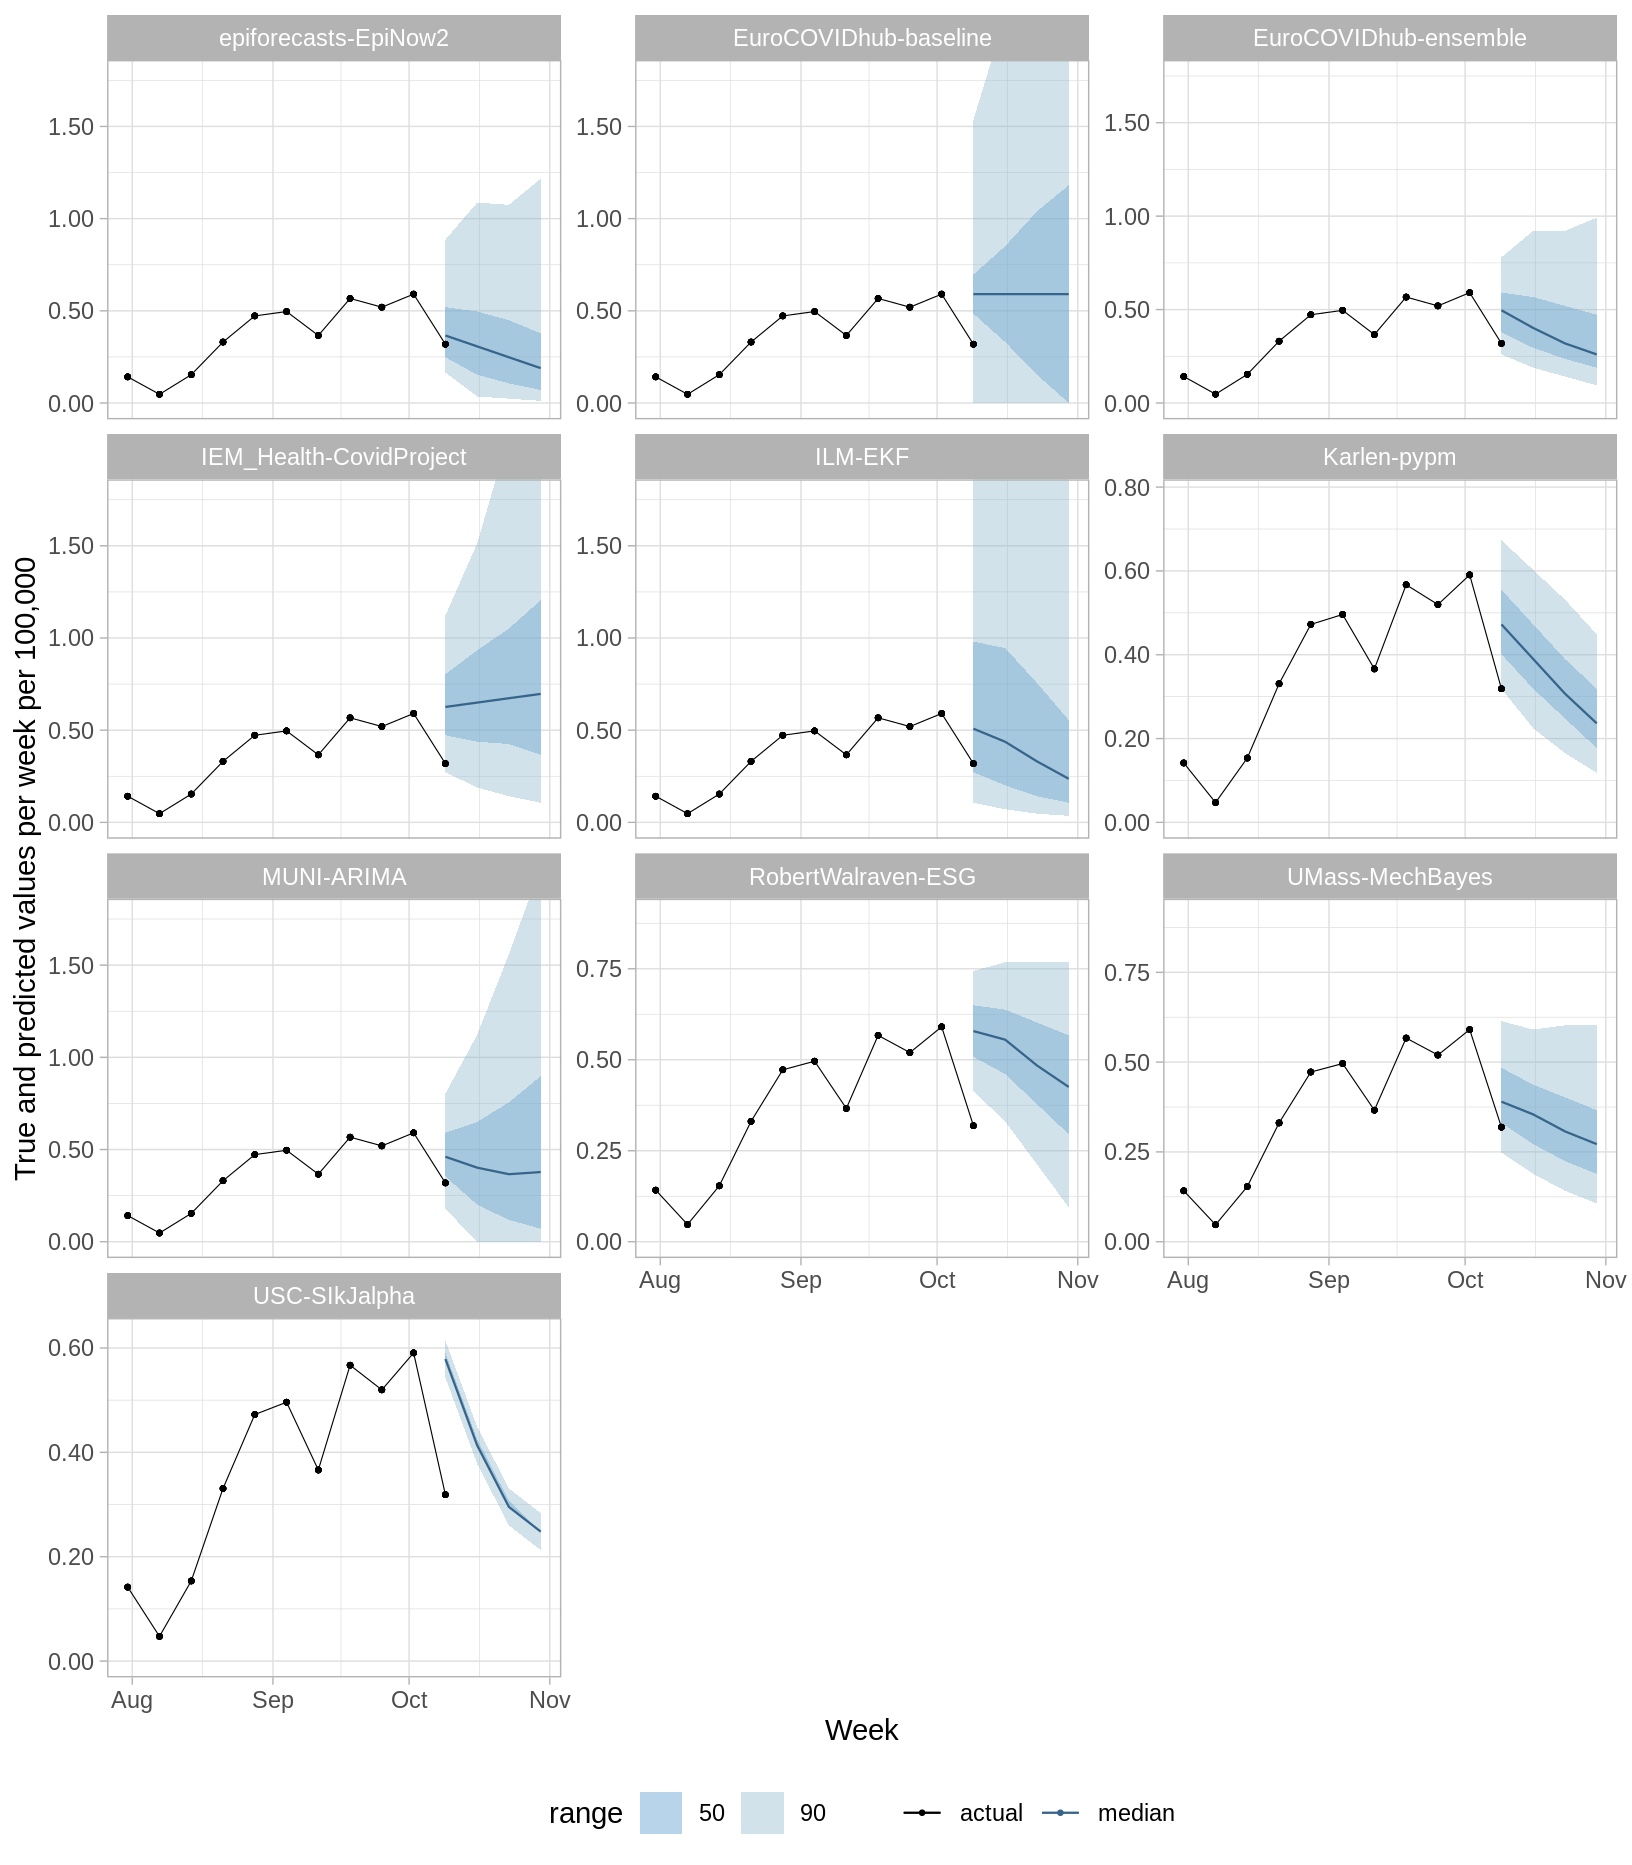 epiforecasts-EpiNow2
EuroCOVIDhub-baseline
EuroCOVIDhub-ensemble
1.50
1.00
0.50
0.00
1.50
1.00
0.50
0.00
1.50
1.00
0.50
0.00
IEM_Health-CovidProject
ILM-EKF
Karlen-pypm
1.50
1.00
0.50
0.00
1.50
1.00
0.50
0.00
0.80
0.60
0.40
0.20
0.00
True and predicted values per week per 100,000
MUNI-ARIMA
RobertWalraven-ESG
UMass-MechBayes
1.50
1.00
0.50
0.00
0.75
0.50
0.25
0.00
0.75
0.50
0.25
0.00
Aug Sep Oct Nov
Aug Sep Oct Nov
USC-SIkJalpha
0.60
0.40
0.20
0.00
Aug Sep Oct Nov
Week
range 50 90 actual median